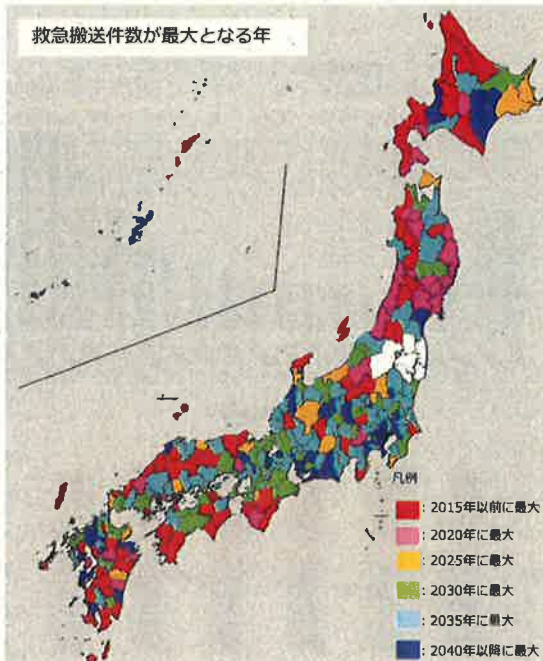 救急搬送件数が最大となる年
凡例
: 2015年以前に最大
: 2020年に最大
: 2025年に最大
: 2030年に最大
: 2035年に最大
: 2040年以降に最大